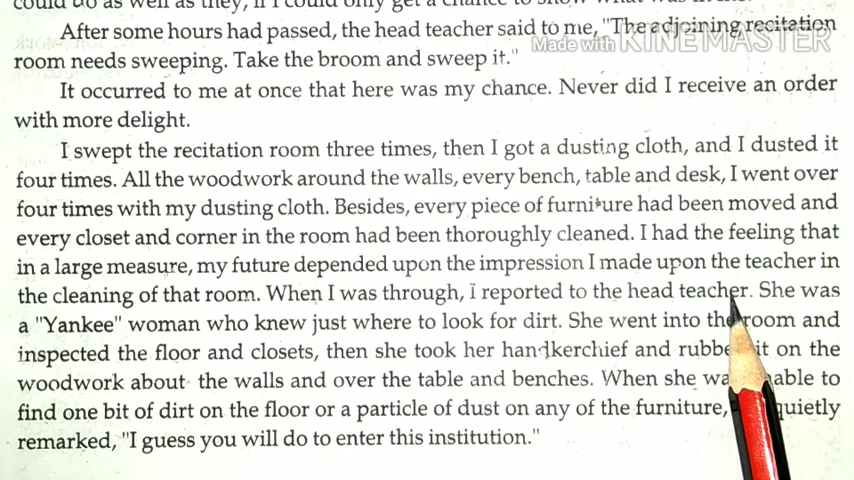 could do as well as they, if I could only get a chance to show what was in me.
After some hours had passed, the head teacher said to me, "The adjoining recitation
Made with KINEMASTER
room needs sweeping. Take the broom and sweep it."
It occurred to me at once that here was my chance. Never did I receive an order
with more delight.
I swept the recitation room three times, then I got a dusting cloth, and I dusted it
four times. All the woodwork around the walls, every bench, table and desk, I went over
four times with my dusting cloth. Besides, every piece of furniture had been moved and
every closet and corner in the room had been thoroughly cleaned. I had the feeling that
in a large measure, my future depended upon the impression I made upon the teacher in
the cleaning of that room. When I was through, I reported to the head teacher. She was
a "Yankee" woman who knew just where to look for dirt. She went into the room and
inspected the floor and closets, then she took her handkerchief and rubbe it on the
woodwork about the walls and over the table and benches. When she wa able to
find one bit of dirt on the floor or a particle of dust on any of the furniture, quietly
remarked, "I guess you will do to enter this institution."